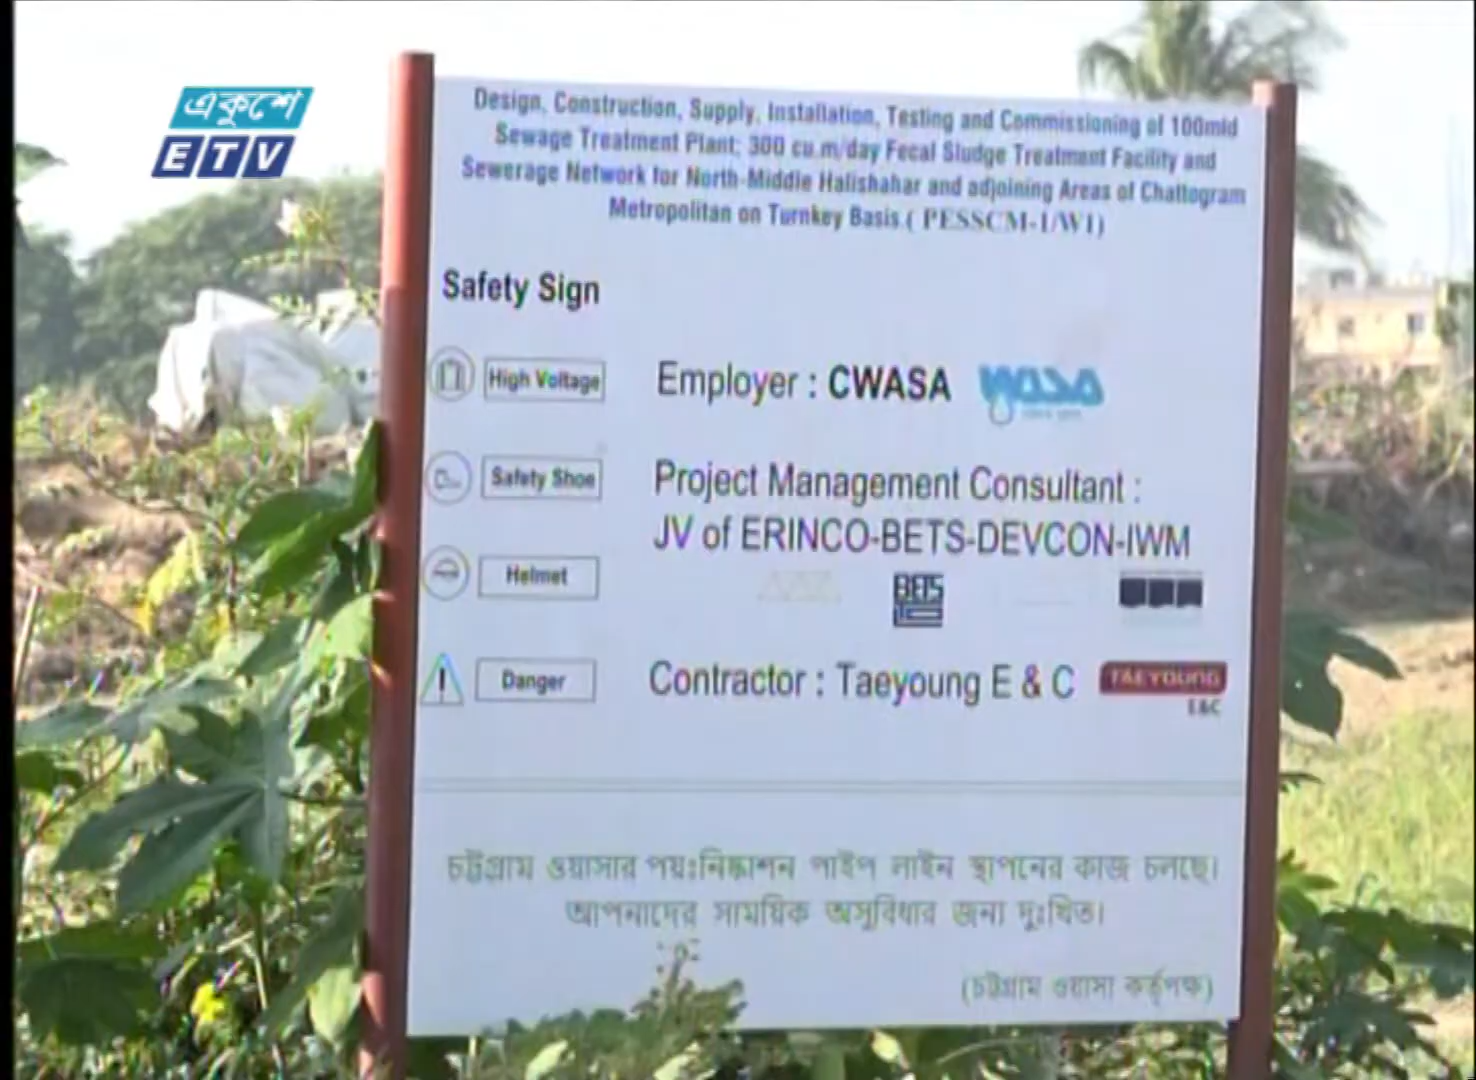 একুশে
ETV
Design, Construction, Supply, Installation, Testing and Commissioning of 100mld
Sewage Treatment Plant; 300 cu.m/day Fecal Sludge Treatment Facility and
Sewerage Network for North-Middle Halishahar and adjoining Areas of Chattogram
Metropolitan on Turnkey Basis.( PESSCM-1/W1)
Safety Sign
High Voltage
Employer : CWASA
wasa
Safety Shoe
Project Management Consultant :
JV of ERINCO-BETS-DEVCON-IWM
Helmet
BETS
Danger
Contractor : Taeyoung E & C
TAEYOUNG
E&C
চট্টগ্রাম ওয়াসার পয়ঃনিষ্কাশন পাইপ লাইন স্থাপনের কাজ চলছে।
আপনাদের সাময়িক অসুবিধার জন্য দুঃখিত।
(চট্টগ্রাম ওয়াসা কর্তৃপক্ষ)